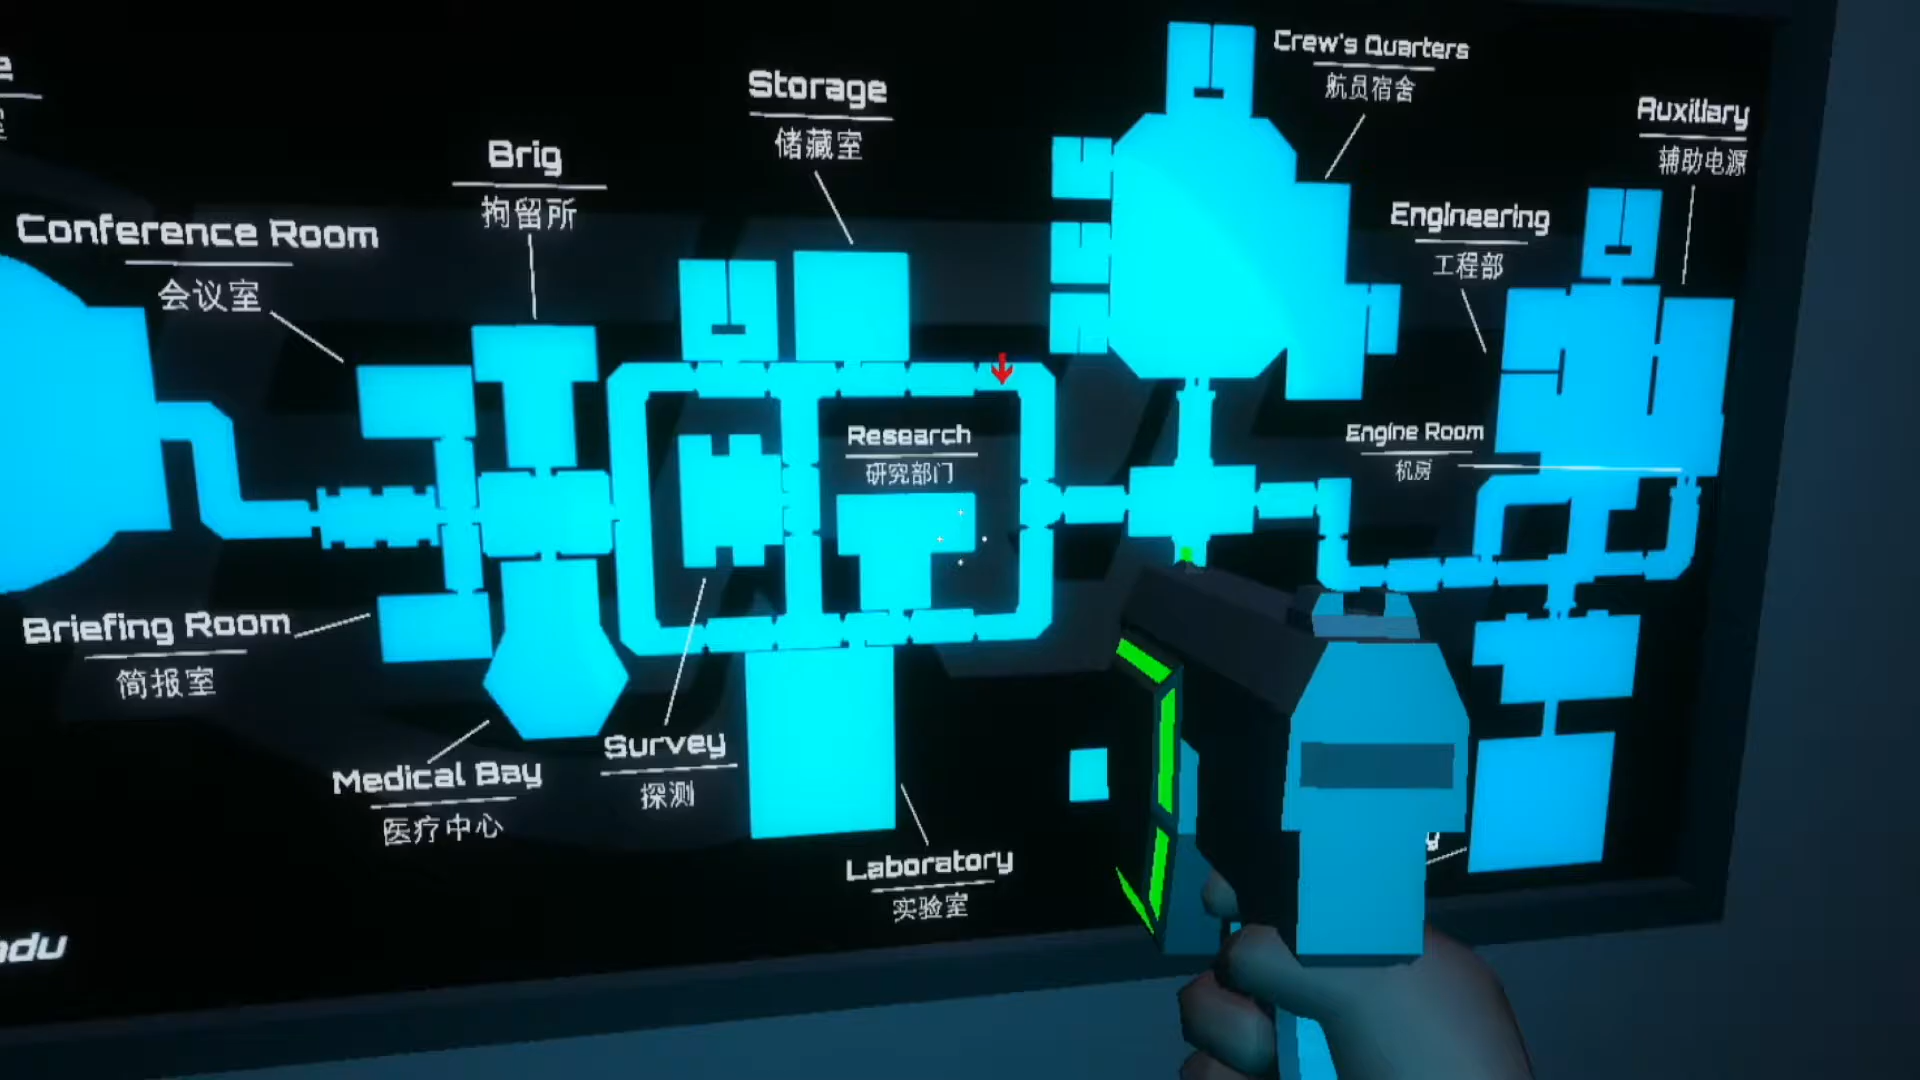 Crew's Quarters
航员宿舍
Storage
储藏室
Auxiliary
辅助电源
Brig
拘留所
Engineering
工程部
Conference Room
会议室
Research
研究部门
Engine Room
机房
Briefing Room
简报室
Survey
探测
Medical Bay
医疗中心
Laboratory
实验室